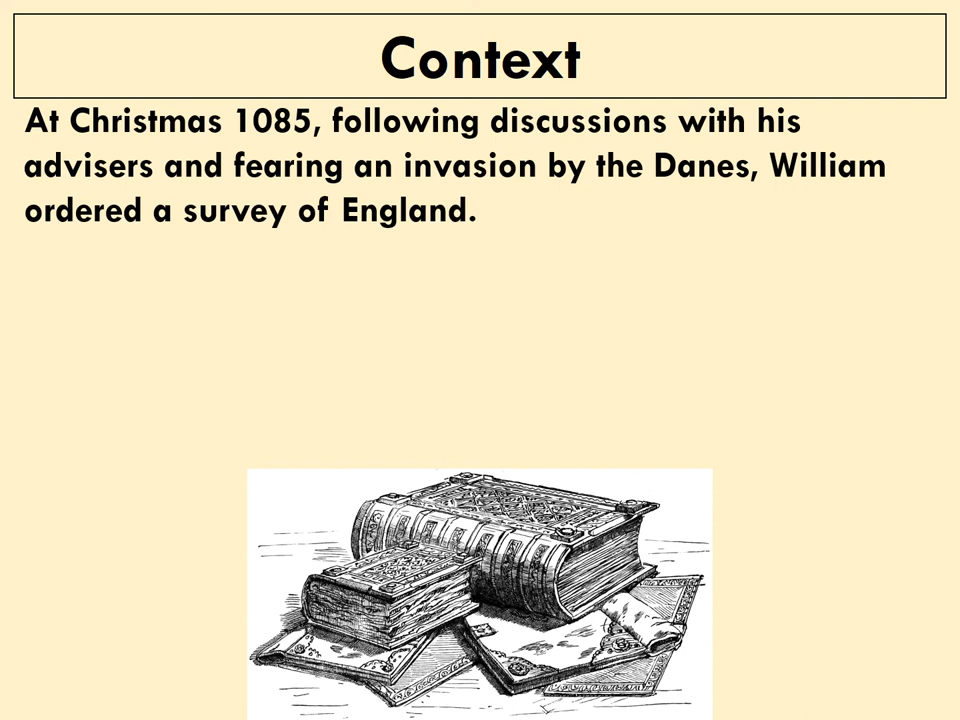 Context
At Christmas 1085, following discussions with his
advisers and fearing an invasion by the Danes, William
ordered a survey of England.